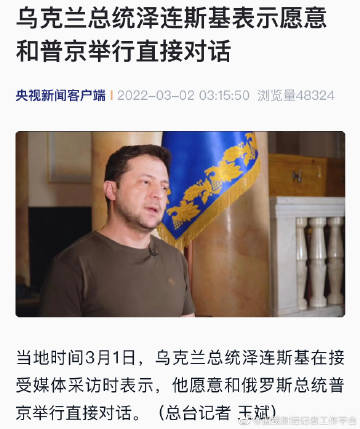 乌克兰总统泽连斯基表示愿意
和普京举行直接对话
央视新闻客户端 | 2022-03-02 03:15:50 浏览量48324
当地时间3月1日，乌克兰总统泽连斯基在接
受媒体采访时表示，他愿意和俄罗斯总统普
京举行直接对话。（总台记者 王斌）